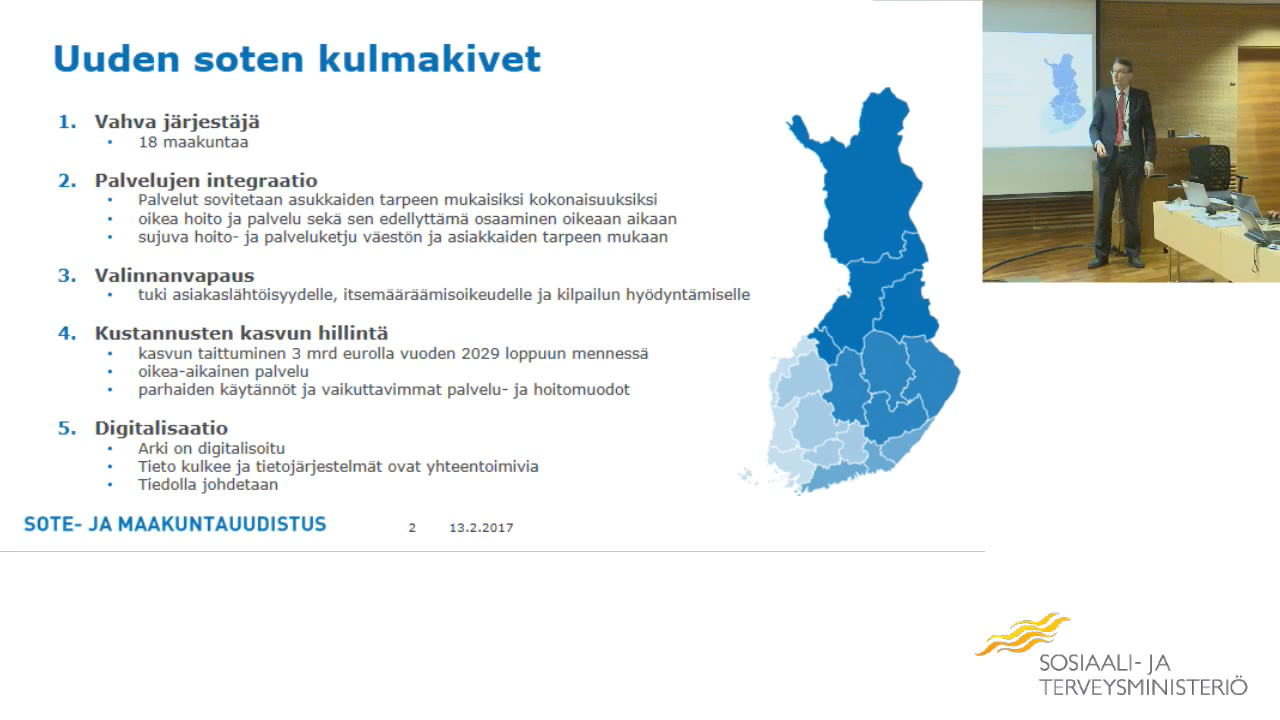 Uuden soten kulmakivet
1. Vahva järjestäjä
• 18 maakuntaa
2. Palvelujen integraatio
• Palvelut sovitetaan asukkaiden tarpeen mukaisiksi kokonaisuuksiksi
• oikea hoito ja palvelu sekä sen edellyttämä osaaminen oikeaan aikaan
• sujuva hoito- ja palveluketju väestön ja asiakkaiden tarpeen mukaan
3. Valinnanvapaus
• tuki asiakaslähtöisyydelle, itsemääräämisoikeudelle ja kilpailun hyödyntämiselle
4. Kustannusten kasvun hillintä
• kasvun taittuminen 3 mrd eurolla vuoden 2029 loppuun mennessä
• oikea-aikainen palvelu
• parhaiden käytännöt ja vaikuttavimmat palvelu- ja hoitomuodot
5. Digitalisaatio
• Arki on digitalisoitu
• Tieto kulkee ja tietojärjestelmät ovat yhteentoimivia
• Tiedolla johdetaan
SOTE- JA MAAKUNTAUUDISTUS 2 13.2.2017
SOSIAALI- JA
TERVEYSMINISTERIÖ